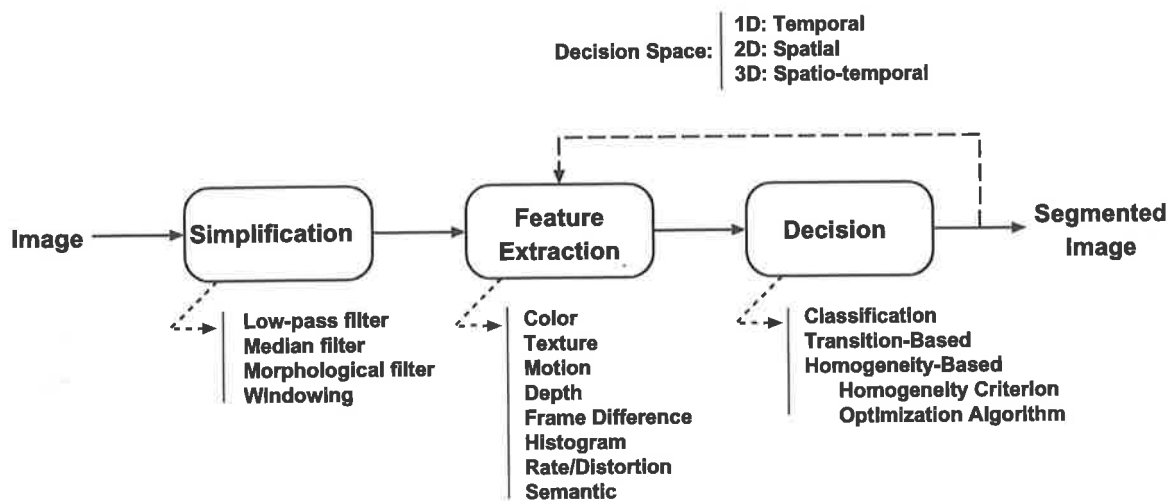 Decision Space:
1D: Temporal
2D: Spatial
3D: Spatio-temporal
Image
Simplification
Feature
Extraction
Decision
Segmented
Image
Low-pass filter
Median filter
Morphological filter
Windowing
Color
Texture
Motion
Depth
Frame Difference
Histogram
Rate/Distortion
Semantic
Classification
Transition-Based
Homogeneity-Based
Homogeneity Criterion
Optimization Algorithm